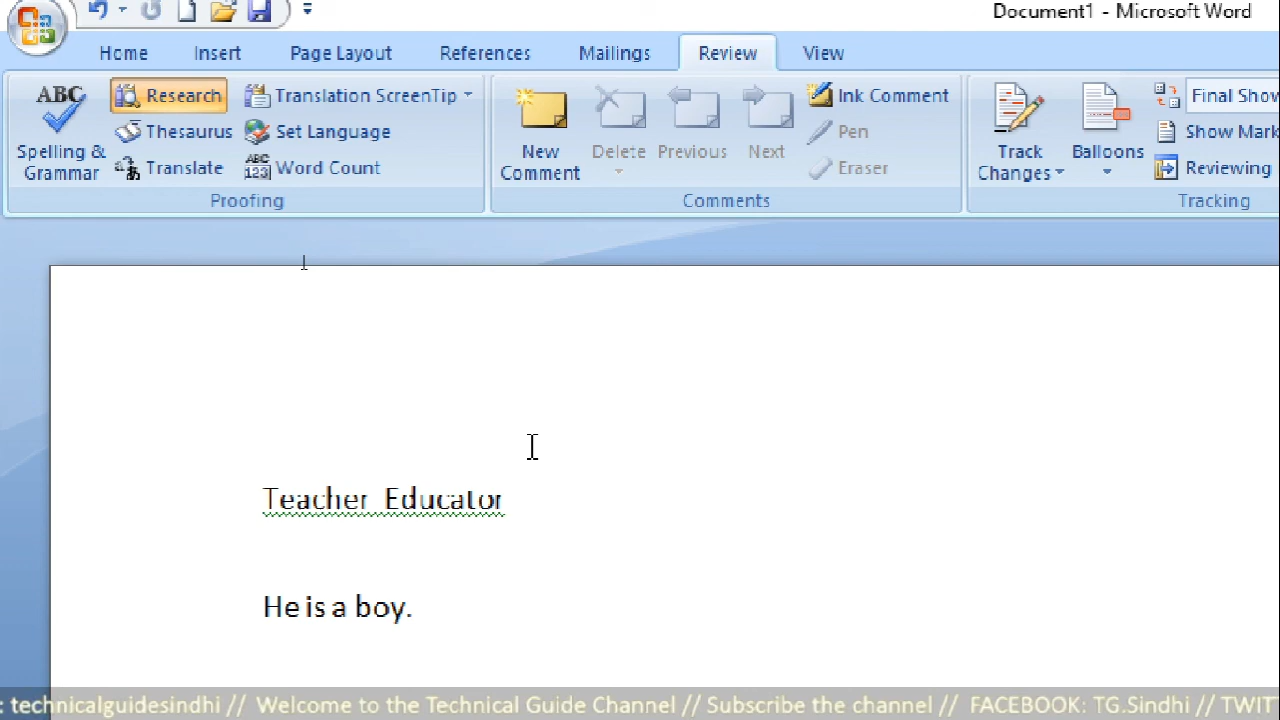 Document1 - Microsoft Word
Home Insert Page Layout References Mailings Review View
ABC Research Translation ScreenTip Ink Comment Final Show
Thesaurus Set Language Pen Show Mark
Spelling & Grammar Translate ABC 123 Word Count New Comment Delete Previous Next Eraser Track Changes Balloons Reviewing
Proofing Comments Tracking
Teacher Educator
He is a boy.
: technicalguidesindhi // Welcome to the Technical Guide Channel // Subscribe the channel // FACEBOOK: TG.Sindhi // TWIT